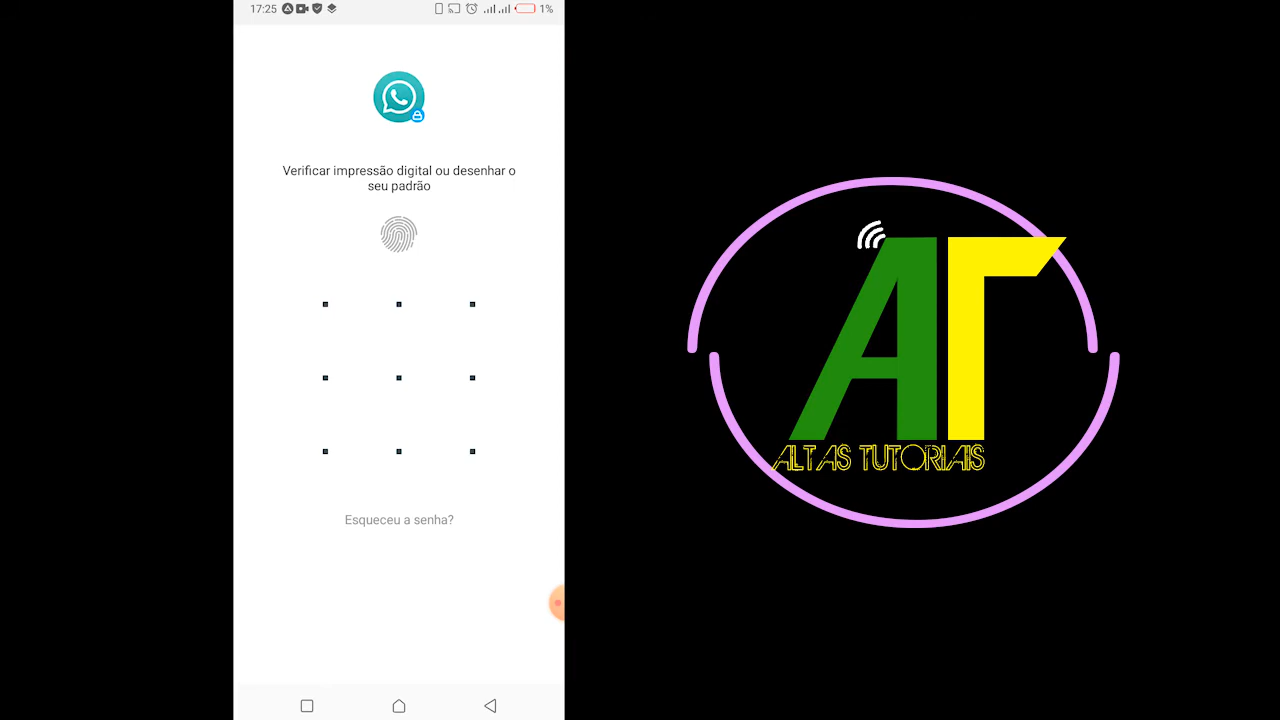 17:25
1%
Verificar impressão digital ou desenhar o
seu padrão
Esqueceu a senha?
AT
ALTAS TUTORIAIS